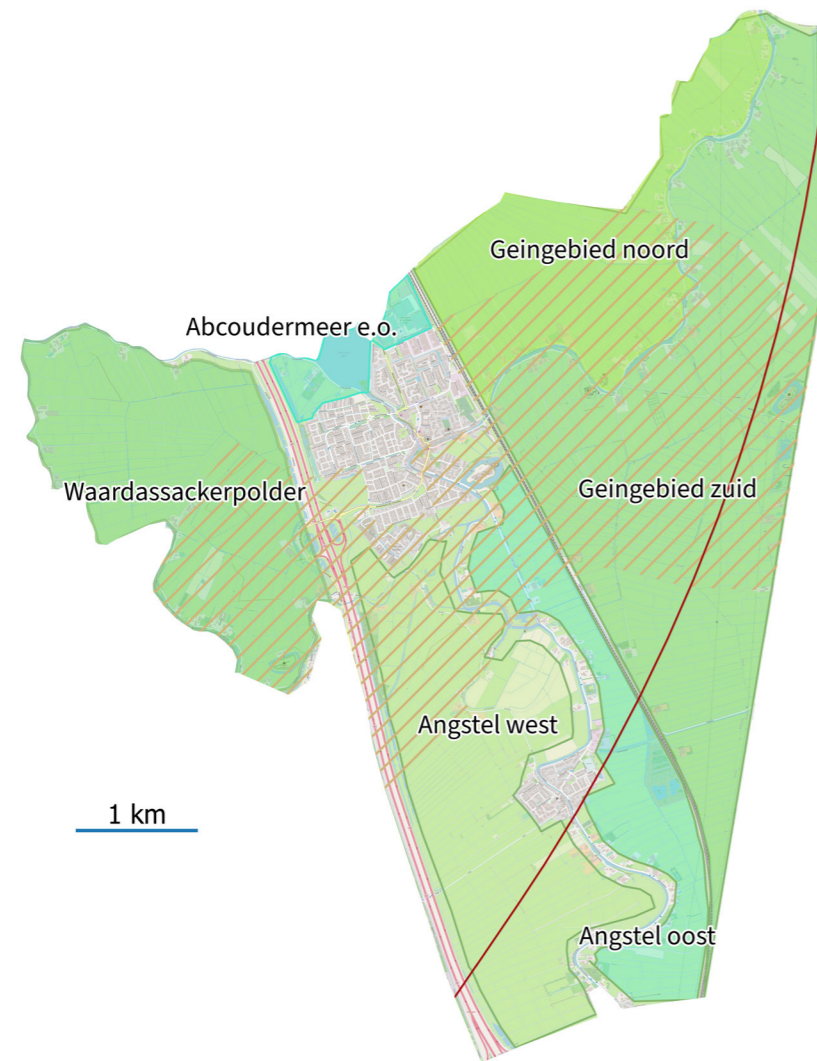 Geingebied noord
Abcoudermeer e.o.
Waardassackerpolder
Geingebied zuid
Angstel west
1 km
Angstel oost